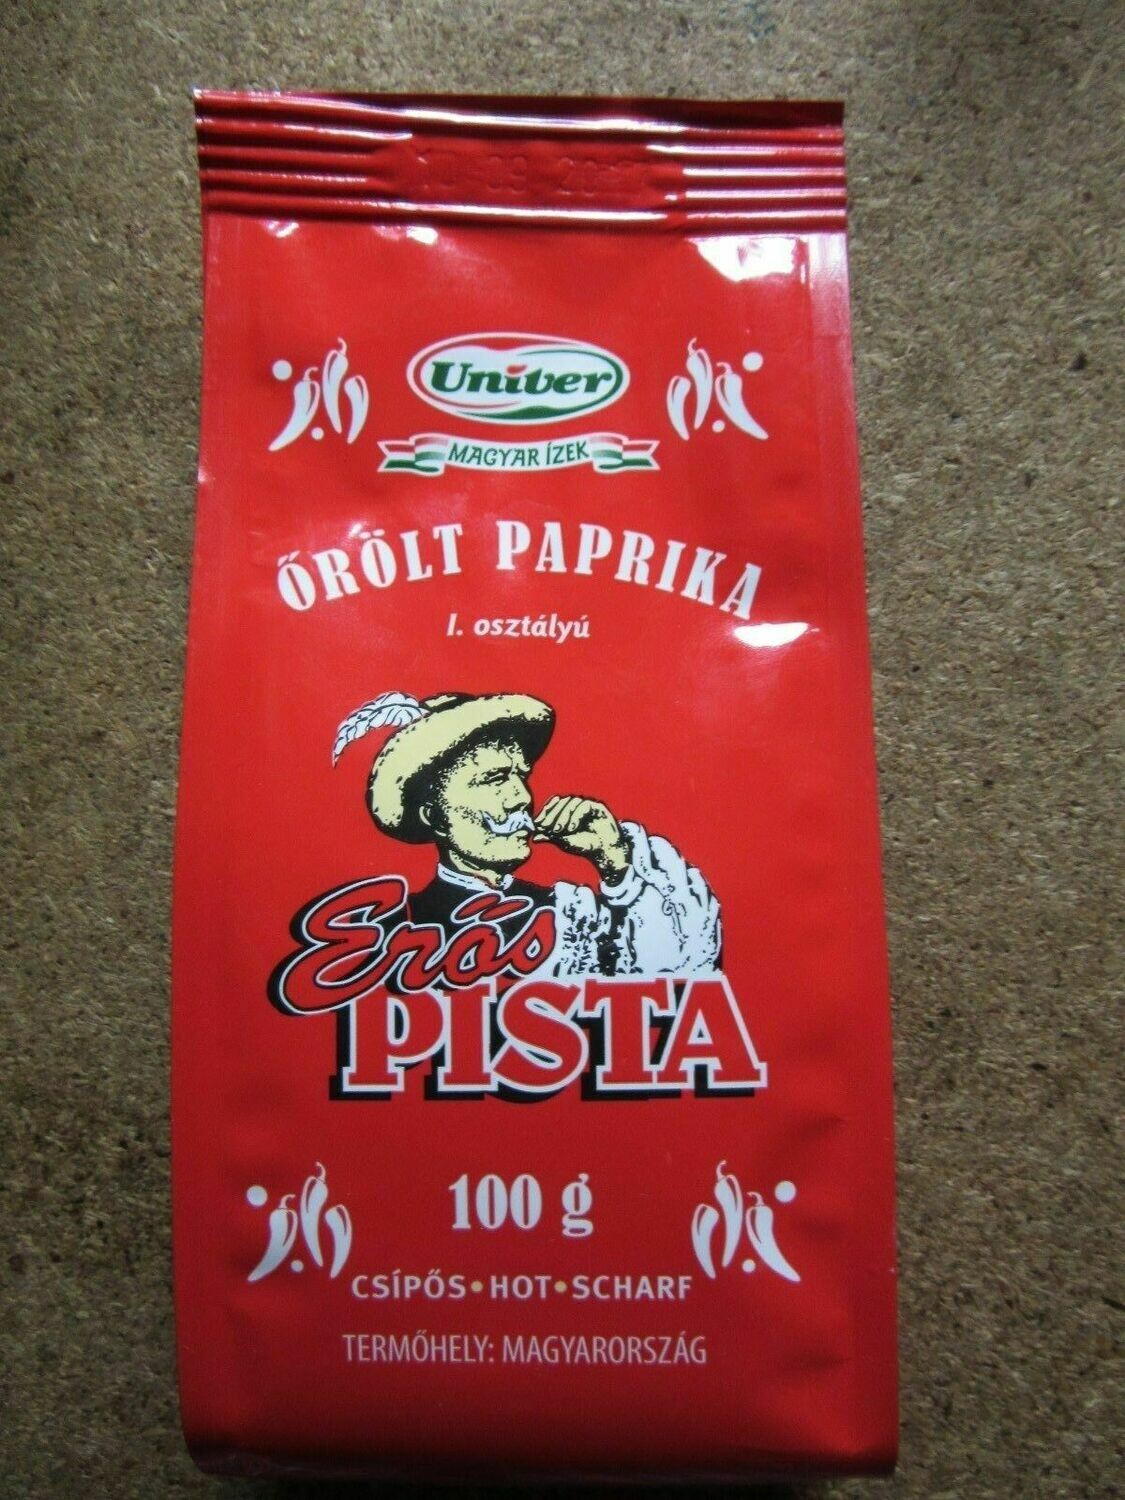 Univer
MAGYAR ÍZEK
ŐRÖLT PAPRIKA
I. osztályú
Erős
PISTA
100 g
CSÍPŐS•HOT•SCHARF
TERMŐHELY: MAGYARORSZÁG